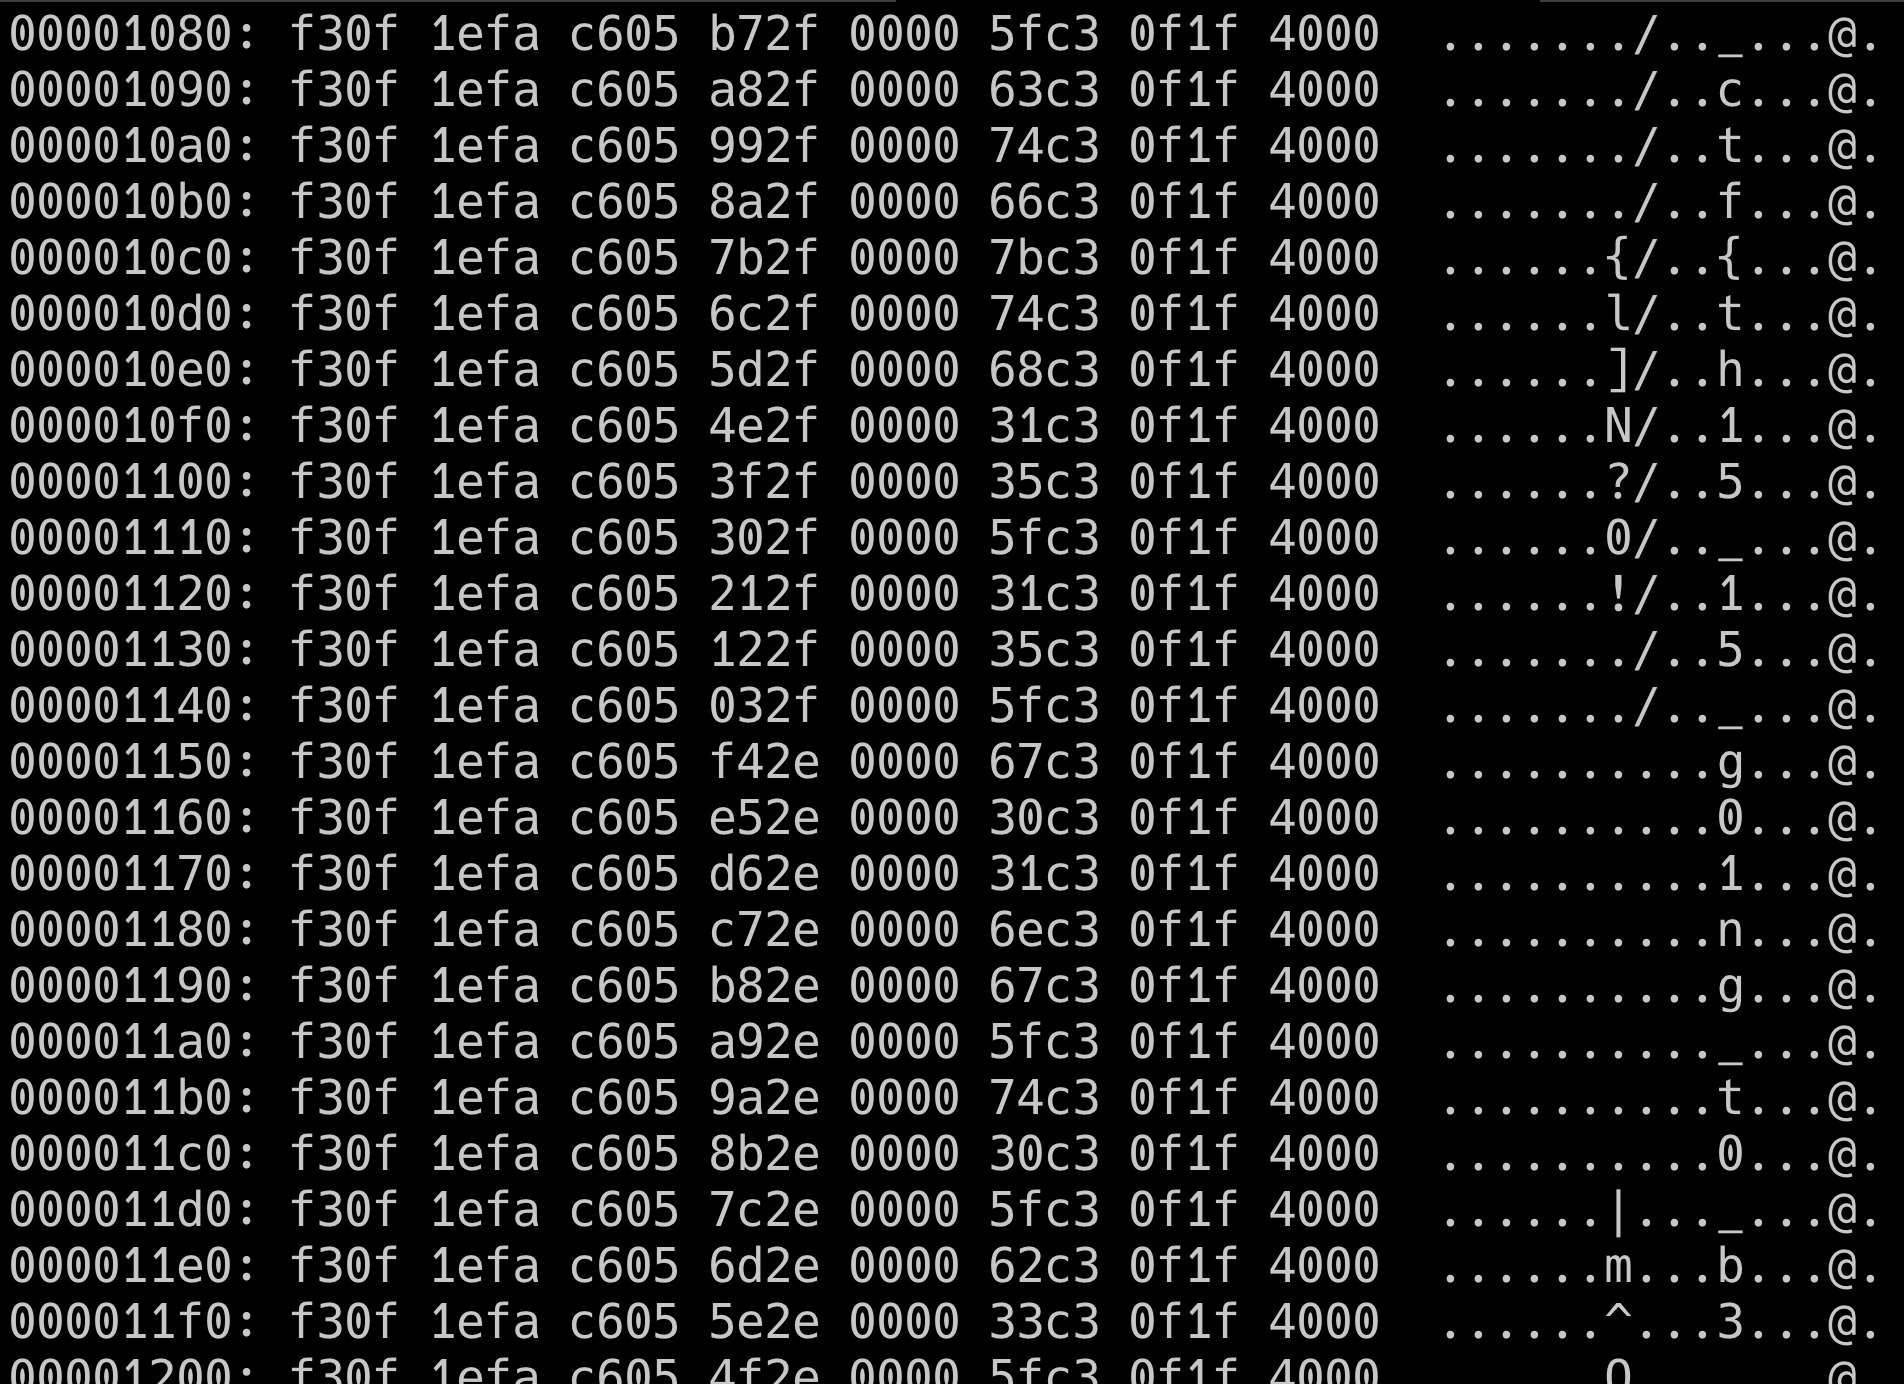 00001080: f30f 1efa c605 b72f 0000 5fc3 0f1f 4000  ......./.._...@.
00001090: f30f 1efa c605 a82f 0000 63c3 0f1f 4000  ......./..c...@.
000010a0: f30f 1efa c605 992f 0000 74c3 0f1f 4000  ......./..t...@.
000010b0: f30f 1efa c605 8a2f 0000 66c3 0f1f 4000  ......./..f...@.
000010c0: f30f 1efa c605 7b2f 0000 7bc3 0f1f 4000  ......{/..{...@.
000010d0: f30f 1efa c605 6c2f 0000 74c3 0f1f 4000  ......l/..t...@.
000010e0: f30f 1efa c605 5d2f 0000 68c3 0f1f 4000  ......]/..h...@.
000010f0: f30f 1efa c605 4e2f 0000 31c3 0f1f 4000  ......N/..1...@.
00001100: f30f 1efa c605 3f2f 0000 35c3 0f1f 4000  ......?/..5...@.
00001110: f30f 1efa c605 302f 0000 5fc3 0f1f 4000  ......0/.._...@.
00001120: f30f 1efa c605 212f 0000 31c3 0f1f 4000  ......!/..1...@.
00001130: f30f 1efa c605 122f 0000 35c3 0f1f 4000  ......./..5...@.
00001140: f30f 1efa c605 032f 0000 5fc3 0f1f 4000  ......./.._...@.
00001150: f30f 1efa c605 f42e 0000 67c3 0f1f 4000  ..........g...@.
00001160: f30f 1efa c605 e52e 0000 30c3 0f1f 4000  ..........0...@.
00001170: f30f 1efa c605 d62e 0000 31c3 0f1f 4000  ..........1...@.
00001180: f30f 1efa c605 c72e 0000 6ec3 0f1f 4000  ..........n...@.
00001190: f30f 1efa c605 b82e 0000 67c3 0f1f 4000  ..........g...@.
000011a0: f30f 1efa c605 a92e 0000 5fc3 0f1f 4000  .........._...@.
000011b0: f30f 1efa c605 9a2e 0000 74c3 0f1f 4000  ..........t...@.
000011c0: f30f 1efa c605 8b2e 0000 30c3 0f1f 4000  ..........0...@.
000011d0: f30f 1efa c605 7c2e 0000 5fc3 0f1f 4000  ......|..._...@.
000011e0: f30f 1efa c605 6d2e 0000 62c3 0f1f 4000  ......m...b...@.
000011f0: f30f 1efa c605 5e2e 0000 33c3 0f1f 4000  ......^...3...@.
00001200: f30f 1efa c605 4f2e 0000 5fc3 0f1f 4000  O @